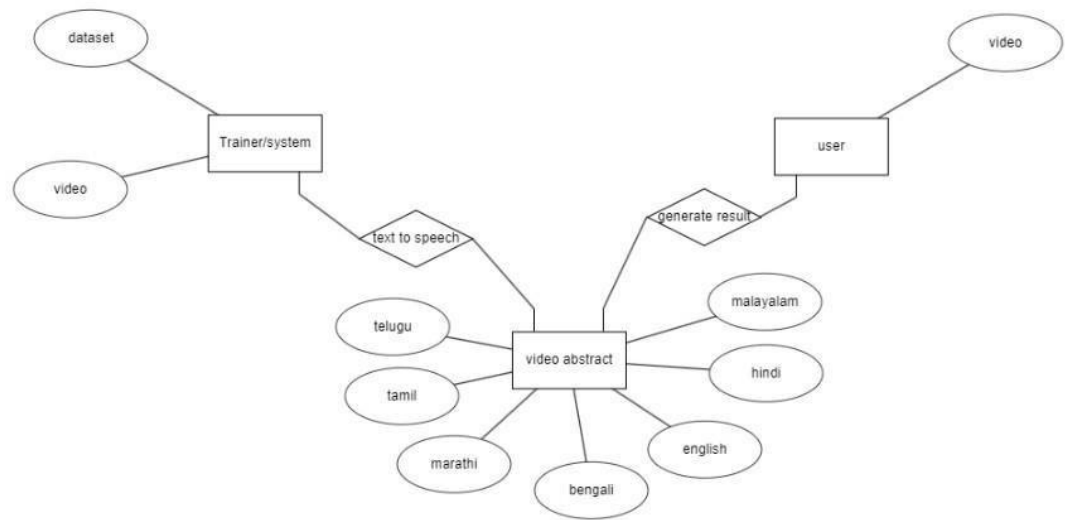 dataset
video
Trainer/system
user
video
generate result
text to speech
malayalam
telugu
video abstract
hindi
tamil
english
marathi
bengali